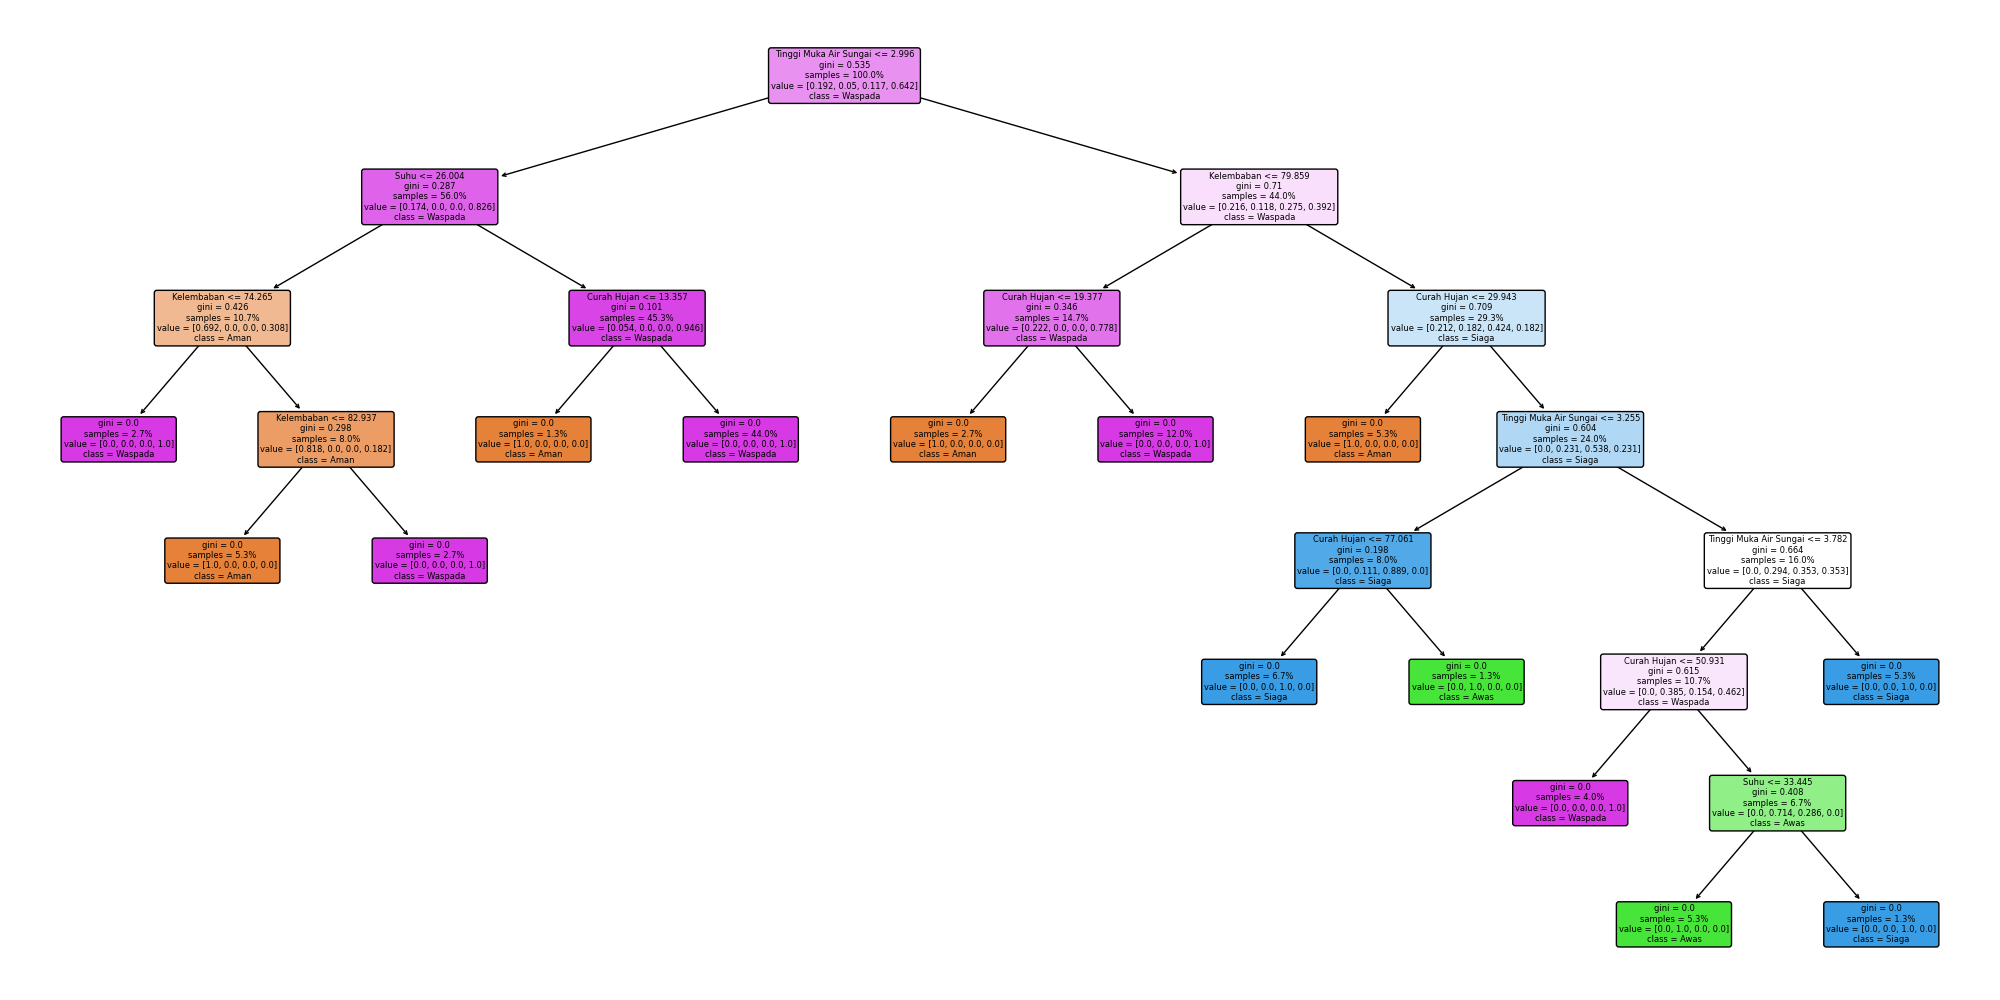 Tinggi Muka Air Sungai <= 2.996
gini = 0.535
samples = 100.0%
value = [0.192, 0.05, 0.117, 0.642]
class = Waspada
Suhu <= 26.004
gini = 0.287
samples = 56.0%
value = [0.174, 0.0, 0.0, 0.826]
class = Waspada
Kelembaban <= 79.859
gini = 0.71
samples = 44.0%
value = [0.216, 0.118, 0.275, 0.392]
class = Waspada
Kelembaban <= 74.265
gini = 0.426
samples = 10.7%
value = [0.692, 0.0, 0.0, 0.308]
class = Aman
Curah Hujan <= 13.357
gini = 0.101
samples = 45.3%
value = [0.054, 0.0, 0.0, 0.946]
class = Waspada
Curah Hujan <= 19.377
gini = 0.346
samples = 14.7%
value = [0.222, 0.0, 0.0, 0.778]
class = Waspada
Curah Hujan <= 29.943
gini = 0.709
samples = 29.3%
value = [0.212, 0.182, 0.424, 0.182]
class = Siaga
gini = 0.0
samples = 2.7%
value = [0.0, 0.0, 0.0, 1.0]
class = Waspada
Kelembaban <= 82.937
gini = 0.298
samples = 8.0%
value = [0.818, 0.0, 0.0, 0.182]
class = Aman
gini = 0.0
samples = 1.3%
value = [1.0, 0.0, 0.0, 0.0]
class = Aman
gini = 0.0
samples = 44.0%
value = [0.0, 0.0, 0.0, 1.0]
class = Waspada
gini = 0.0
samples = 2.7%
value = [1.0, 0.0, 0.0, 0.0]
class = Aman
gini = 0.0
samples = 12.0%
value = [0.0, 0.0, 0.0, 1.0]
class = Waspada
gini = 0.0
samples = 5.3%
value = [1.0, 0.0, 0.0, 0.0]
class = Aman
Tinggi Muka Air Sungai <= 3.255
gini = 0.604
samples = 24.0%
value = [0.0, 0.231, 0.538, 0.231]
class = Siaga
gini = 0.0
samples = 5.3%
value = [1.0, 0.0, 0.0, 0.0]
class = Aman
gini = 0.0
samples = 2.7%
value = [0.0, 0.0, 0.0, 1.0]
class = Waspada
Curah Hujan <= 77.061
gini = 0.198
samples = 8.0%
value = [0.0, 0.111, 0.889, 0.0]
class = Siaga
Tinggi Muka Air Sungai <= 3.782
gini = 0.664
samples = 16.0%
value = [0.0, 0.294, 0.353, 0.353]
class = Siaga
gini = 0.0
samples = 6.7%
value = [0.0, 0.0, 1.0, 0.0]
class = Siaga
gini = 0.0
samples = 1.3%
value = [0.0, 1.0, 0.0, 0.0]
class = Awas
Curah Hujan <= 50.931
gini = 0.615
samples = 10.7%
value = [0.0, 0.385, 0.154, 0.462]
class = Waspada
gini = 0.0
samples = 5.3%
value = [0.0, 0.0, 1.0, 0.0]
class = Siaga
gini = 0.0
samples = 4.0%
value = [0.0, 0.0, 0.0, 1.0]
class = Waspada
Suhu <= 33.445
gini = 0.408
samples = 6.7%
value = [0.0, 0.714, 0.286, 0.0]
class = Awas
gini = 0.0
samples = 5.3%
value = [0.0, 1.0, 0.0, 0.0]
class = Awas
gini = 0.0
samples = 1.3%
value = [0.0, 0.0, 1.0, 0.0]
class = Siaga